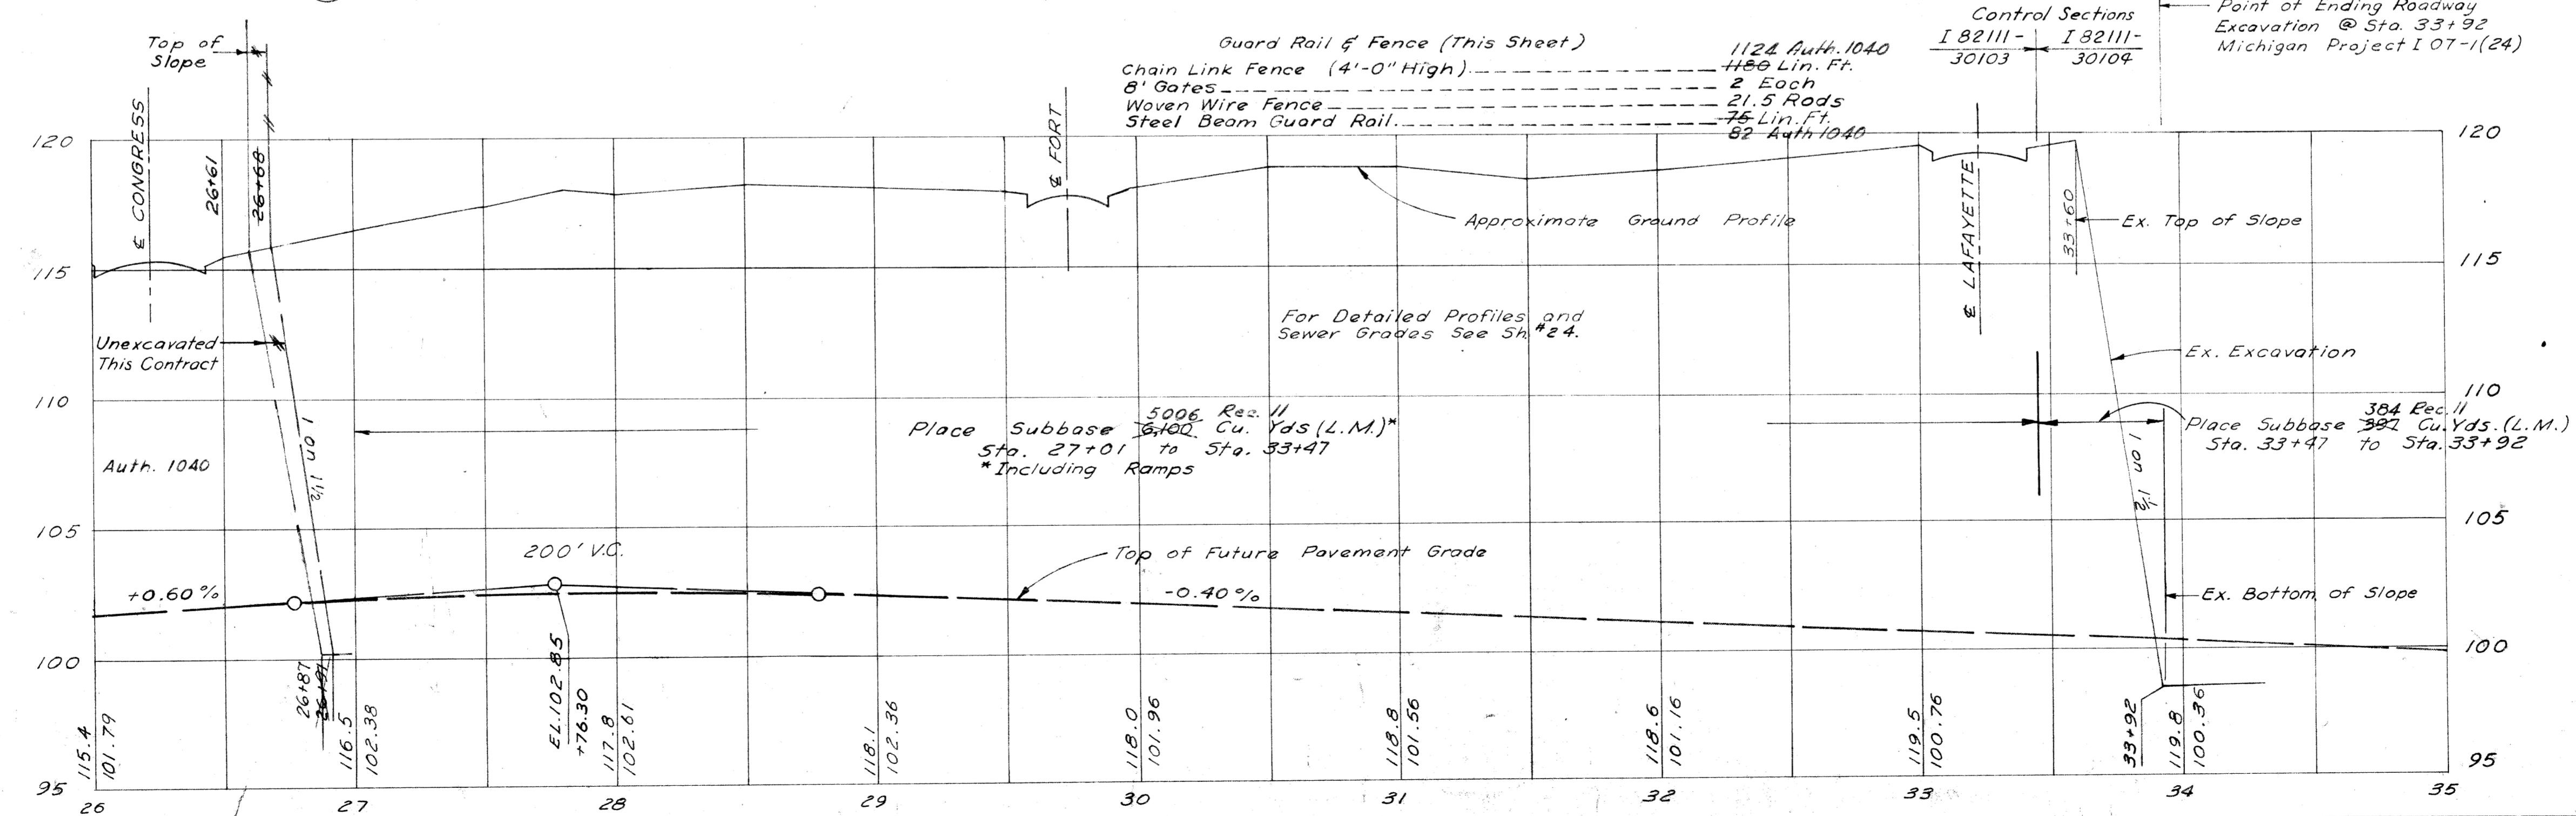 Point of Ending Roadway
Excavation @ Sta. 33+92
Michigan Project I 07-1(24)
Control Sections
I 82111-
30103
I 82111-
30104
Top of
Slope
Guard Rail & Fence (This Sheet)
1124 Auth. 1040
Chain Link Fence (4'-0" High) 1180 Lin. Ft.
8' Gates 2 Each
Woven Wire Fence 21.5 Rods
Steel Beam Guard Rail 75 Lin. Ft.
82 Auth 1040
120
120
℄ CONGRESS
26+61
26+68
℄ FORT
℄ LAFAYETTE
33+60
Approximate Ground Profile
Ex. Top of Slope
115
115
For Detailed Profiles and
Sewer Grades See Sh. #24.
Unexcavated
This Contract
Ex. Excavation
110
110
5006 Rec. 11
Place Subbase 6,100 Cu. Yds (L.M.)*
Sta. 27+01 to Sta. 33+47
*Including Ramps
384 Rec. 11
Place Subbase 397 Cu. Yds. (L.M.)
Sta. 33+47 to Sta. 33+92
1 on 1½
1 on 1½
Auth. 1040
105
105
200' V.C.
Top of Future Pavement Grade
+0.60%
-0.40%
Ex. Bottom of Slope
100
100
26+87
26+97
EL. 102.85
+76.30
33+92
115.4
101.79
116.5
102.38
117.8
102.61
118.1
102.36
118.0
101.96
118.8
101.56
118.6
101.16
119.5
100.76
119.8
100.36
95
95
26 27 28 29 30 31 32 33 34 35